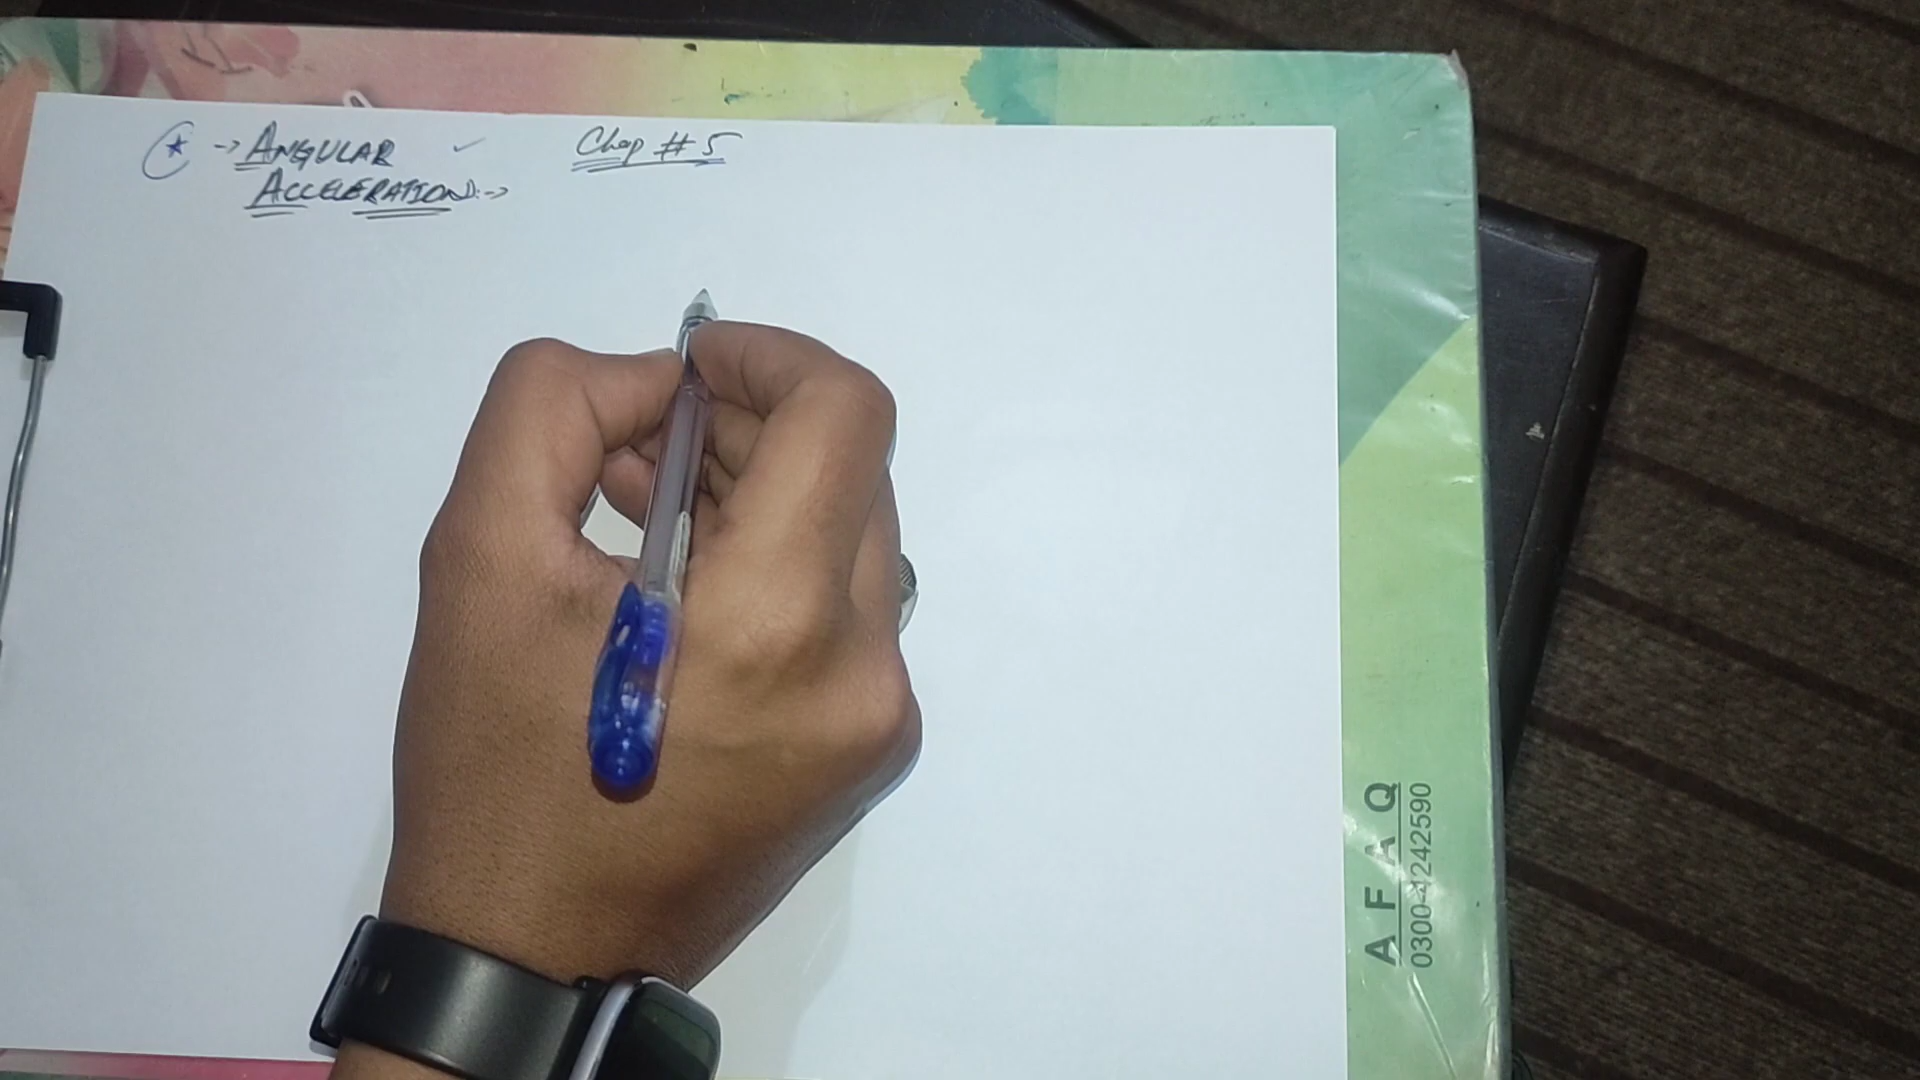 ★ -> ANGULAR ✓ Chap # 5
ACCELERATION:->
A F A Q
0300-4242590